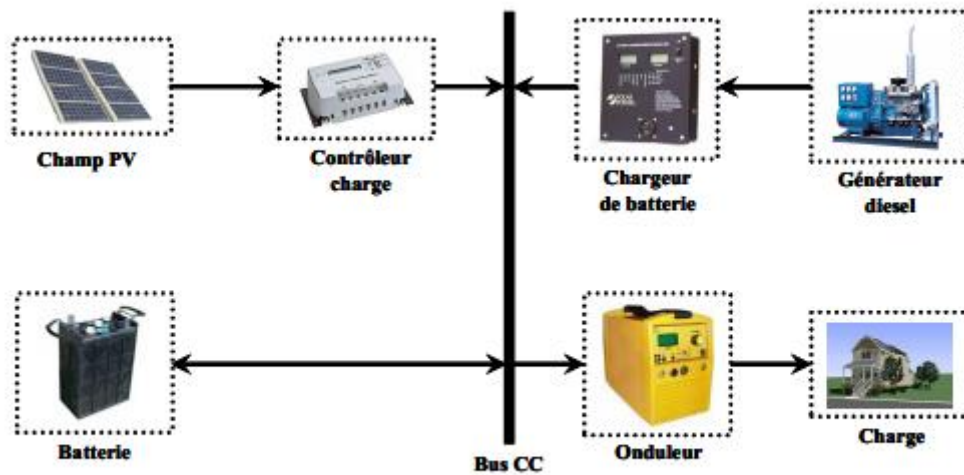 Champ PV
Contrôleur
charge
Chargeur
de batterie
Générateur
diesel
Batterie
Bus CC
Onduleur
Charge